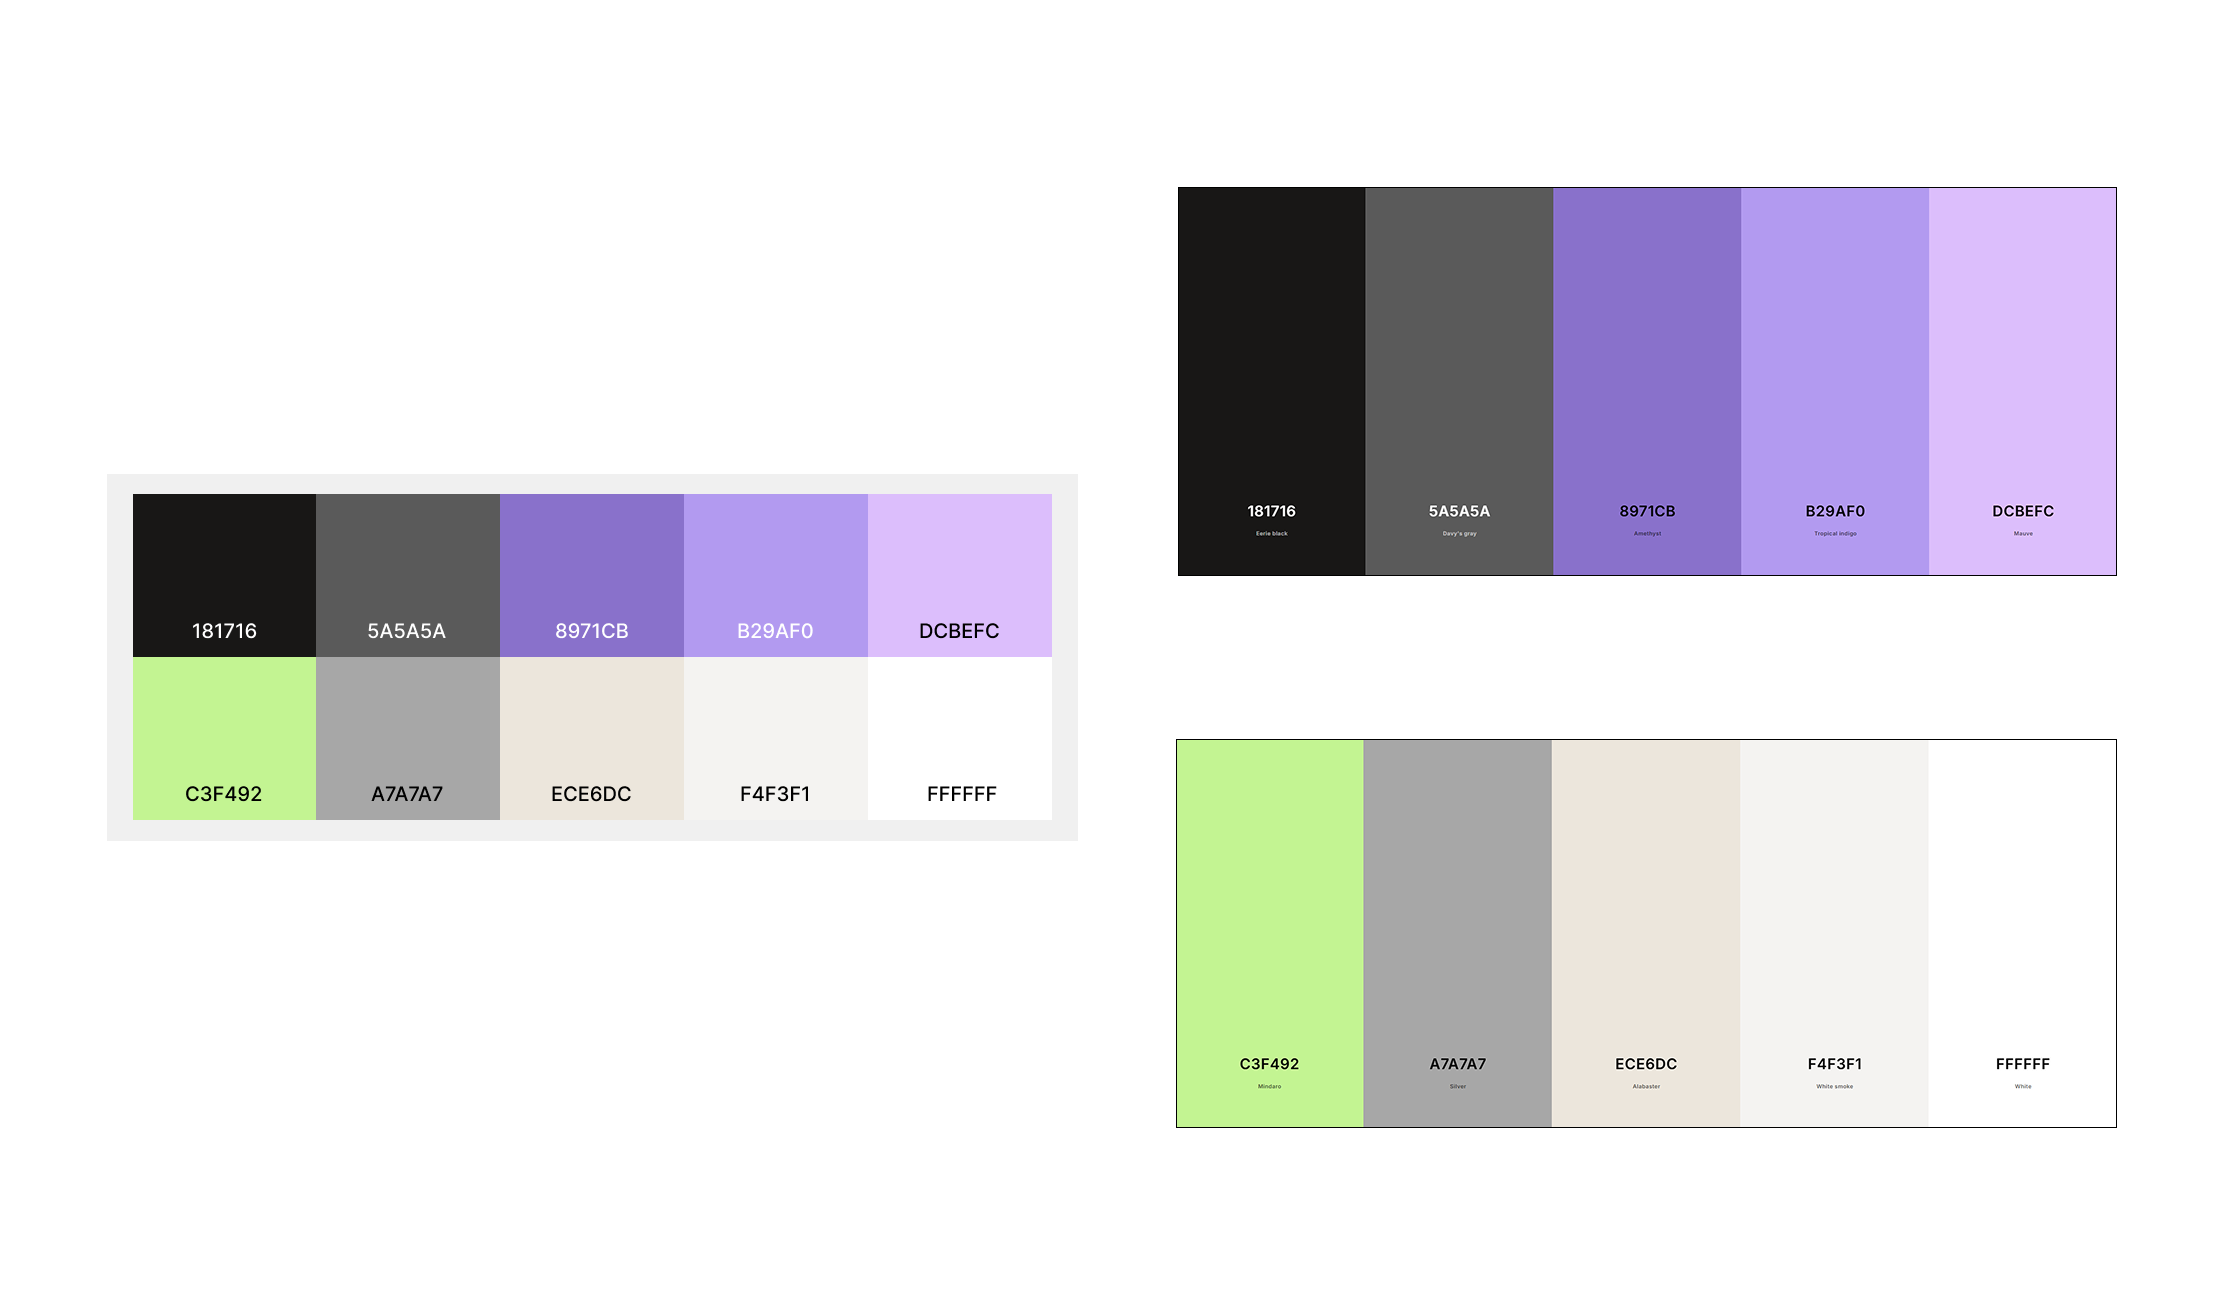 181716 5A5A5A 8971CB B29AF0 DCBEFC
C3F492 A7A7A7 ECE6DC F4F3F1 FFFFFF
181716 5A5A5A 8971CB B29AF0 DCBEFC
Eerie black Davy's gray Amethyst Tropical indigo Mauve
C3F492 A7A7A7 ECE6DC F4F3F1 FFFFFF
Mindaro Silver Alabaster White smoke White